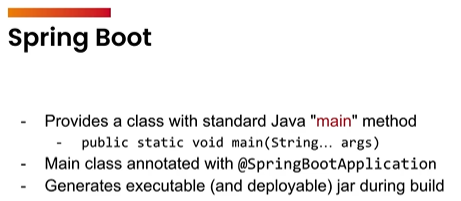 Spring Boot
- Provides a class with standard Java "main" method
- public static void main(String... args)
- Main class annotated with @SpringBootApplication
- Generates executable (and deployable) jar during build